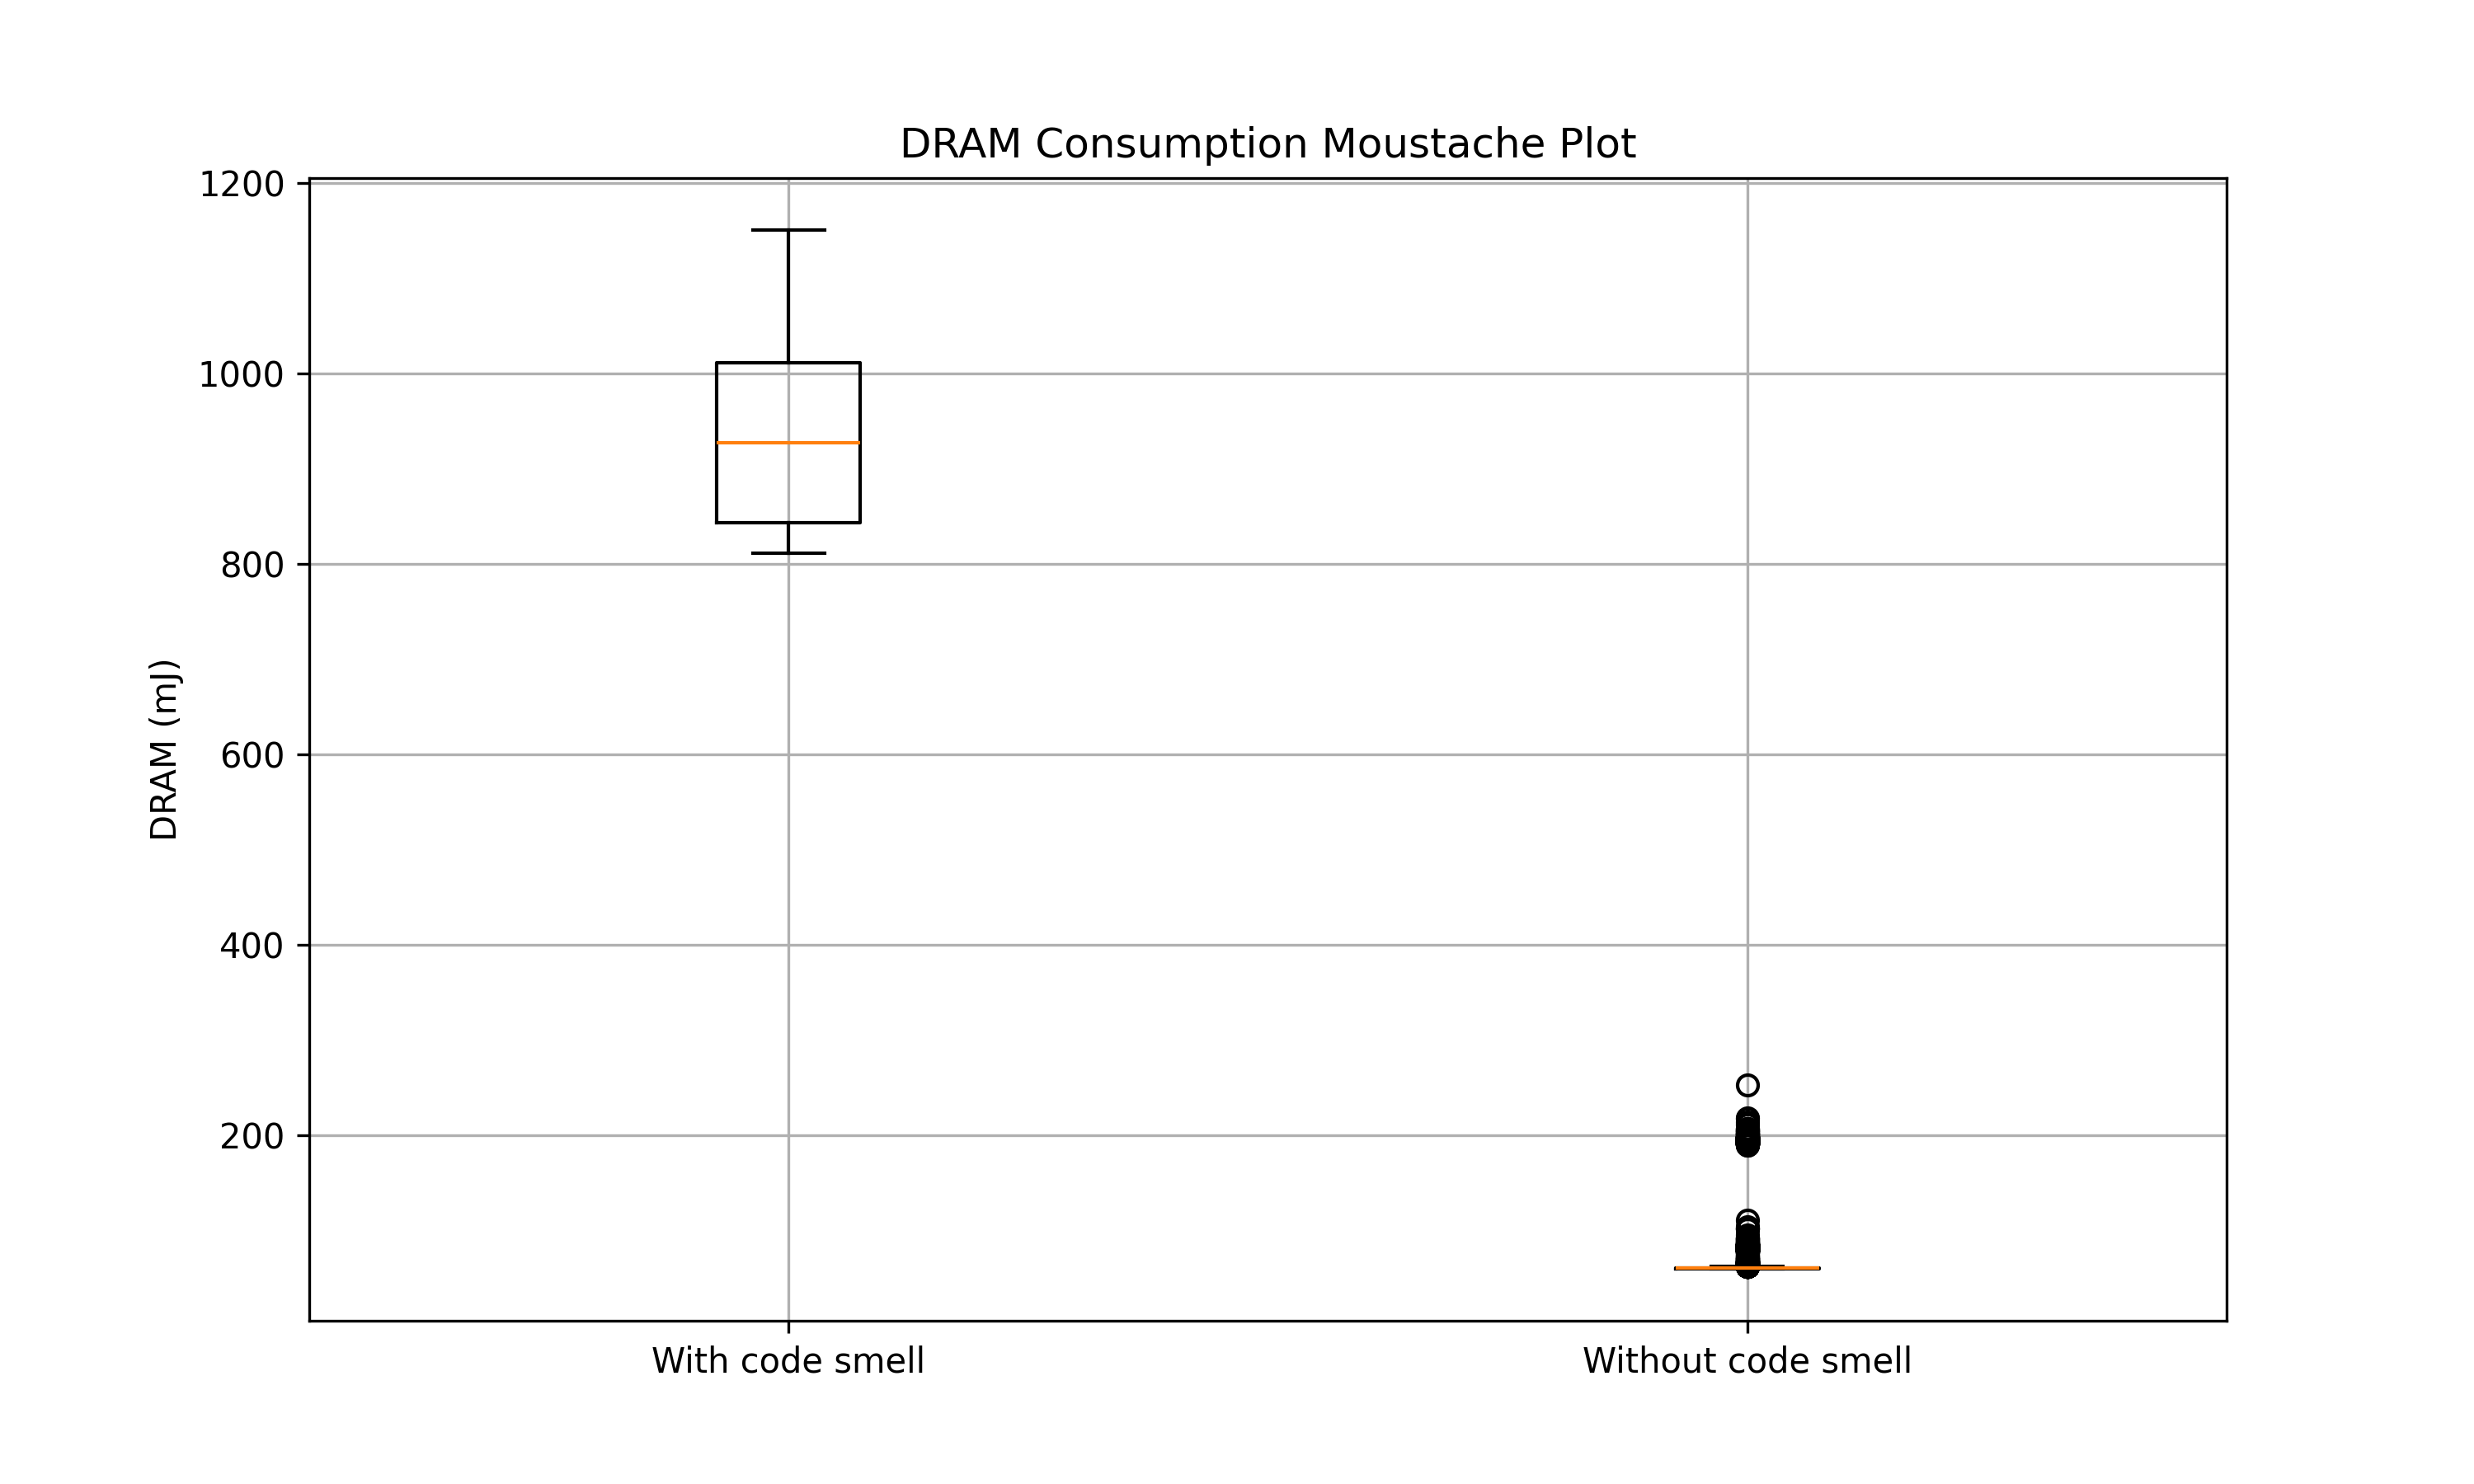 DRAM Consumption Moustache Plot
1200
1000
800
600
400
200
DRAM (mJ)
With code smell
Without code smell